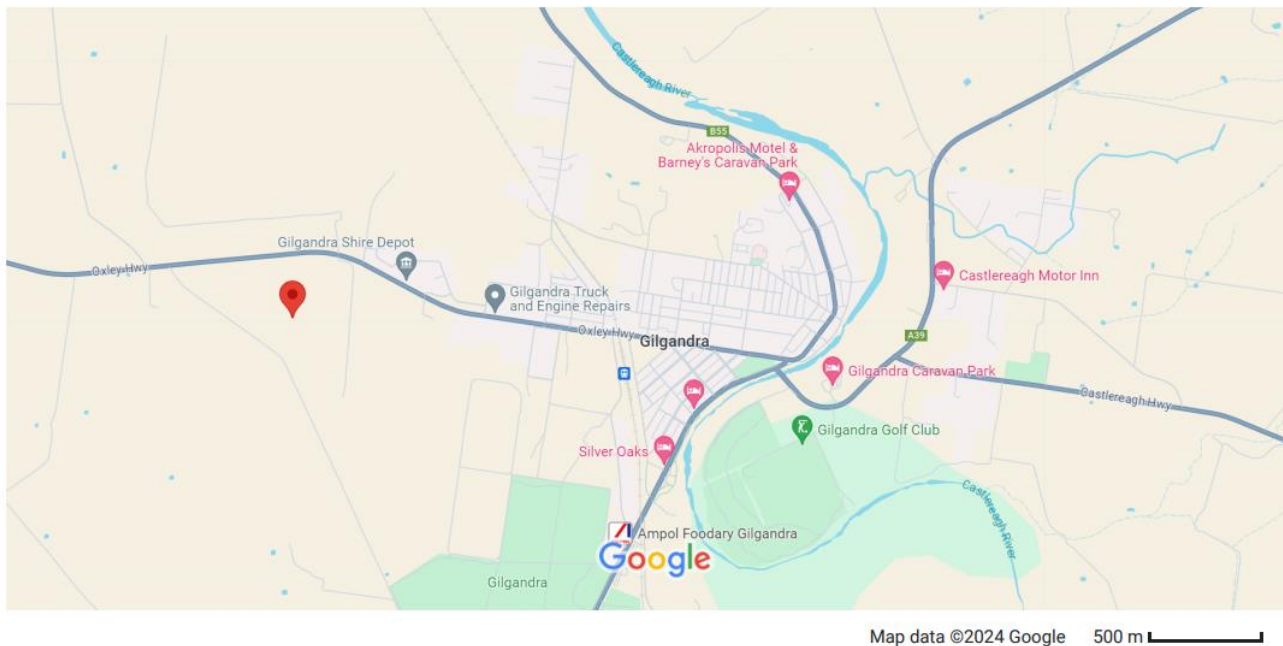 Castlereagh River
B55
Akropolis Motel &
Barney's Caravan Park
Gilgandra Shire Depot
Oxley Hwy
Castlereagh Motor Inn
Gilgandra Truck
and Engine Repairs
Oxley Hwy
Gilgandra
A39
Gilgandra Caravan Park
Castlereagh Hwy
Gilgandra Golf Club
Silver Oaks
Castlereagh River
Ampol Foodary Gilgandra
Google
Gilgandra
Map data ©2024 Google 500 m